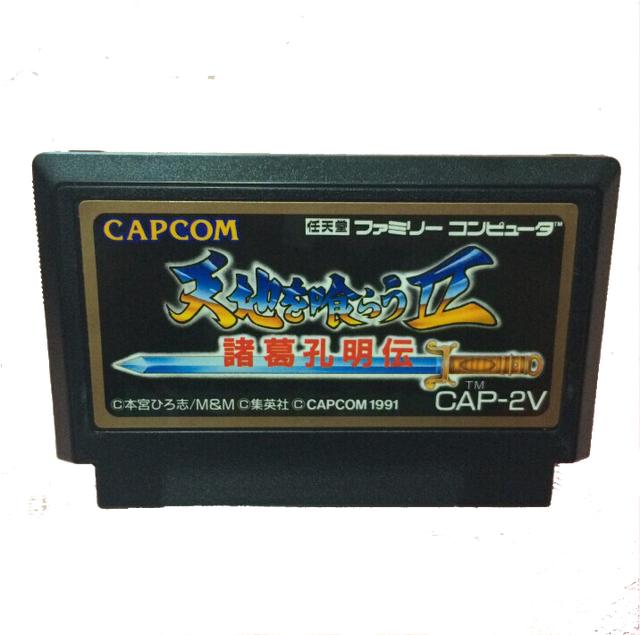 CAPCOM
任天堂 ファミリー コンピュータ™
天地を喰らうII
諸葛孔明伝
TM
©本宮ひろ志/M&M ©集英社 © CAPCOM 1991
CAP-2V